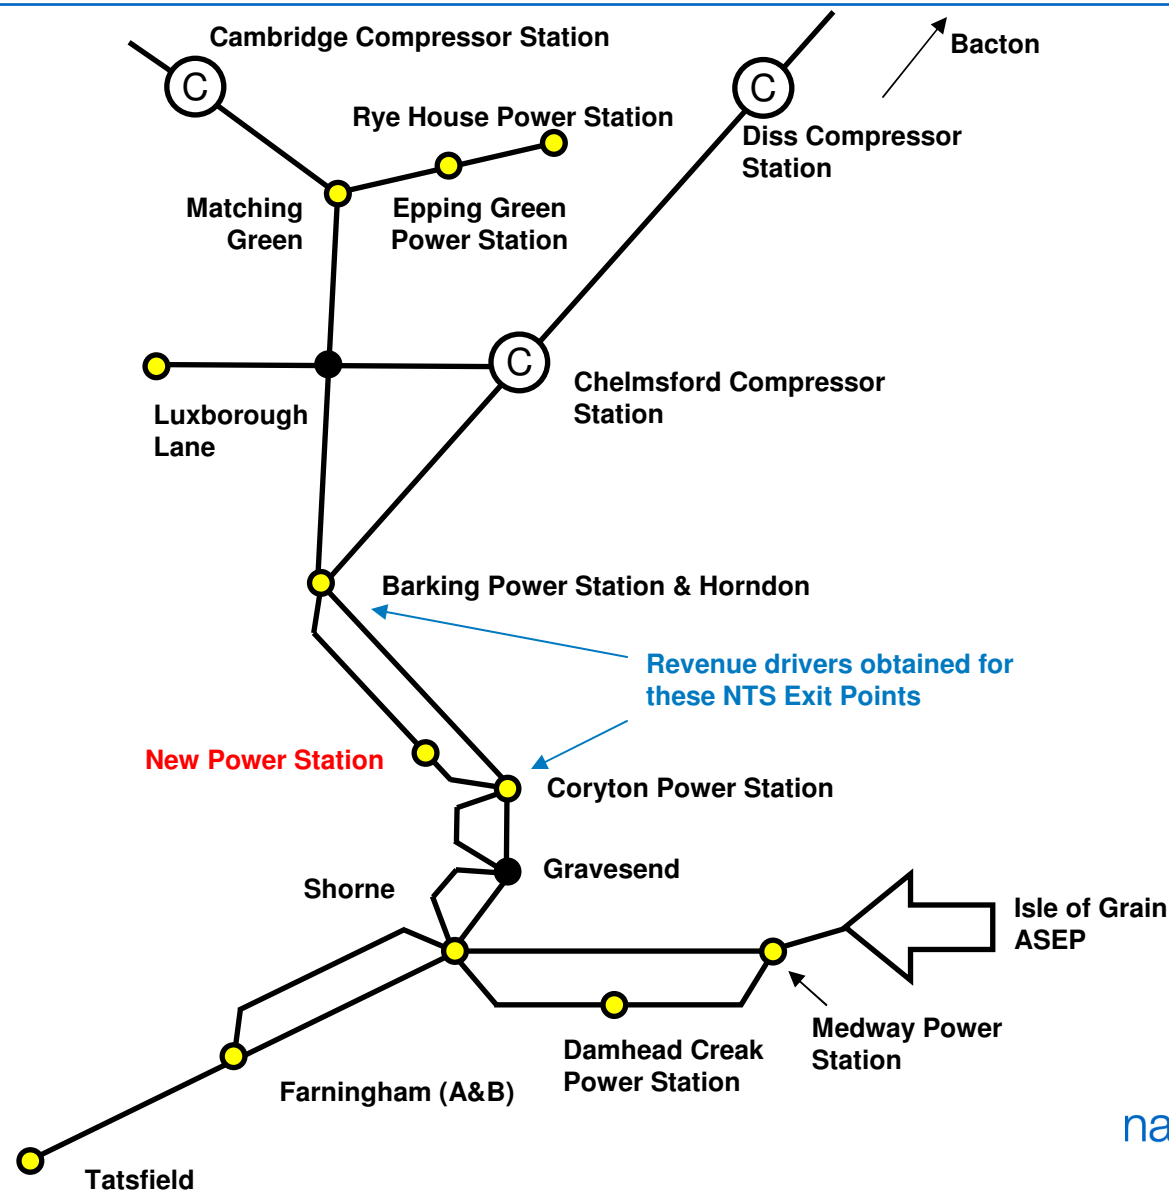 Cambridge Compressor Station
Bacton
C
C
Rye House Power Station
Diss Compressor
Station
Matching
Green
Epping Green
Power Station
C
Chelmsford Compressor
Station
Luxborough
Lane
Barking Power Station & Horndon
Revenue drivers obtained for
these NTS Exit Points
New Power Station
Coryton Power Station
Gravesend
Shorne
Isle of Grain
ASEP
Medway Power
Station
Damhead Creak
Power Station
Farningham (A&B)
na
Tatsfield